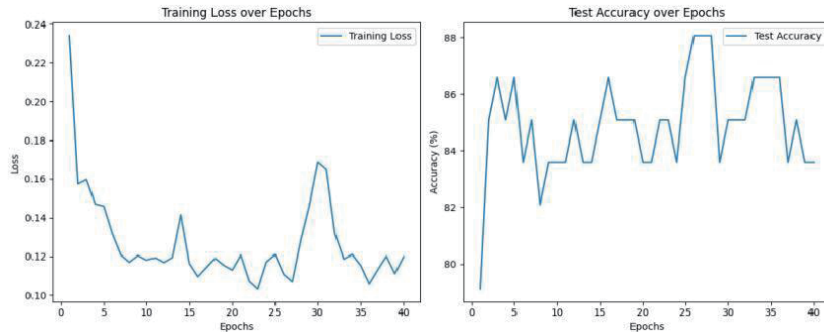 Training Loss over Epochs
Training Loss
0.24
0.22
0.20
0.18
0.16
0.14
0.12
0.10
Loss
0 5 10 15 20 25 30 35 40
Epochs
Test Accuracy over Epochs
Test Accuracy
88
86
84
82
80
Accuracy (%)
0 5 10 15 20 25 30 35 40
Epochs